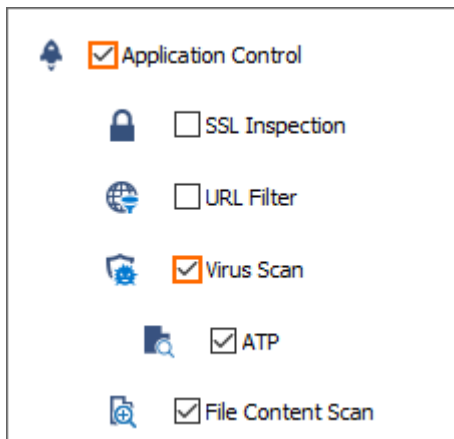 Application Control
SSL Inspection
URL Filter
Virus Scan
ATP
File Content Scan